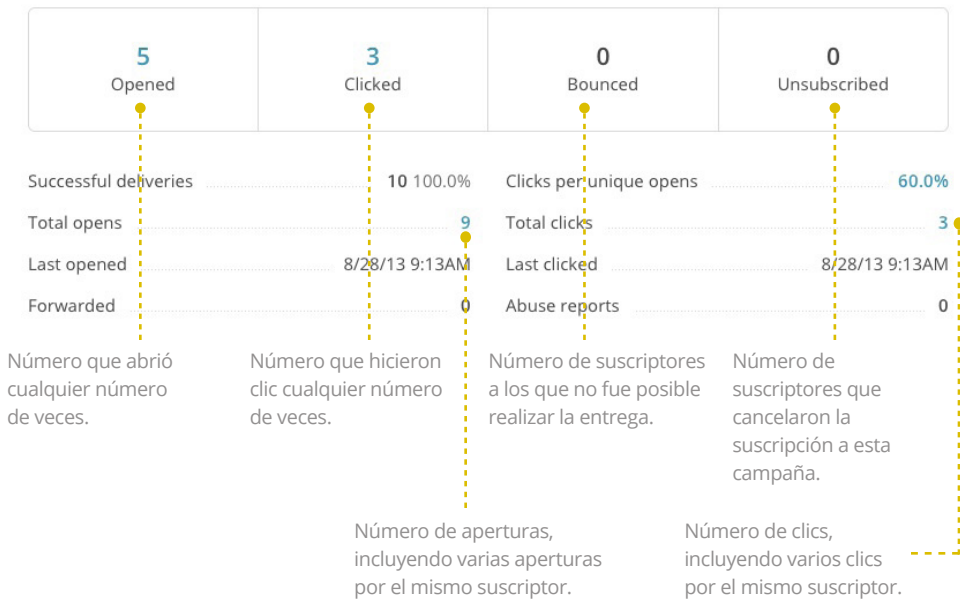 5
Opened
3
Clicked
0
Bounced
0
Unsubscribed
Successful deliveries 10 100.0%
Clicks per unique opens 60.0%
Total opens 9
Total clicks 3
Last opened 8/28/13 9:13AM
Last clicked 8/28/13 9:13AM
Forwarded 0
Abuse reports 0
Número que abrió
cualquier número
de veces.
Número que hicieron
clic cualquier número
de veces.
Número de suscriptores
a los que no fue posible
realizar la entrega.
Número de
suscriptores que
cancelaron la
suscripción a esta
campaña.
Número de aperturas,
incluyendo varias aperturas
por el mismo suscriptor.
Número de clics,
incluyendo varios clics
por el mismo suscriptor.